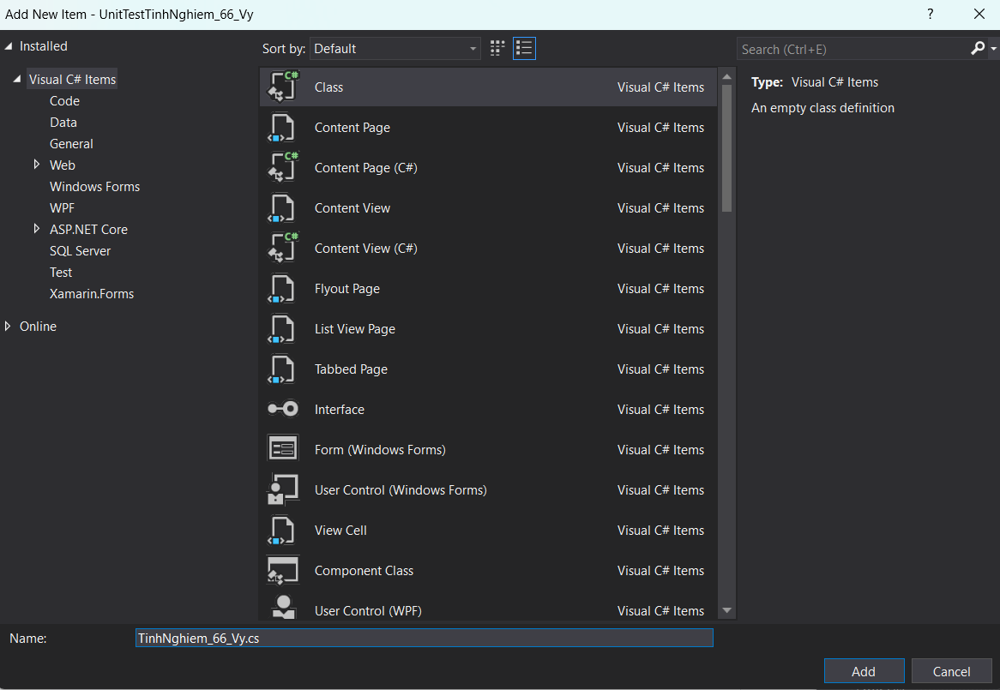 Add New Item - UnitTestTinhNghiem_66_Vy
?
Installed
Visual C# Items
Code
Data
General
Web
Windows Forms
WPF
ASP.NET Core
SQL Server
Test
Xamarin.Forms
Online
Sort by: Default
C# Class Visual C# Items
Content Page Visual C# Items
C# Content Page (C#) Visual C# Items
Content View Visual C# Items
C# Content View (C#) Visual C# Items
Flyout Page Visual C# Items
List View Page Visual C# Items
Tabbed Page Visual C# Items
Interface Visual C# Items
Form (Windows Forms) Visual C# Items
User Control (Windows Forms) Visual C# Items
View Cell Visual C# Items
Component Class Visual C# Items
User Control (WPF) Visual C# Items
Search (Ctrl+E)
Type: Visual C# Items
An empty class definition
Name: TinhNghiem_66_Vy.cs
Add Cancel